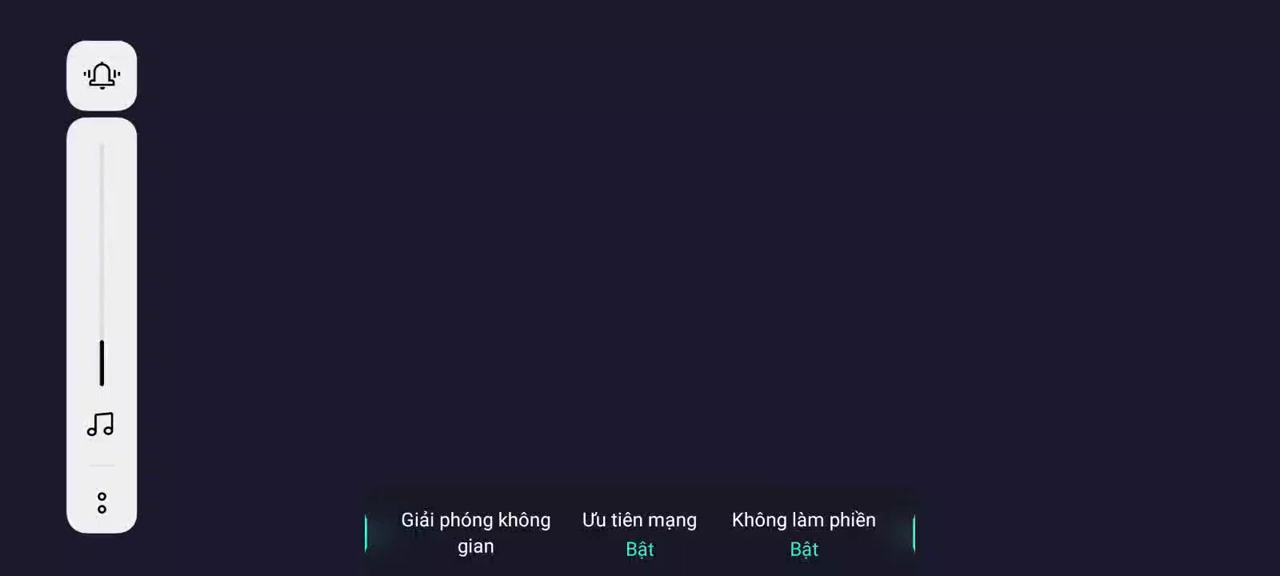 Giải phóng không
gian
Ưu tiên mạng
Bật
Không làm phiền
Bật